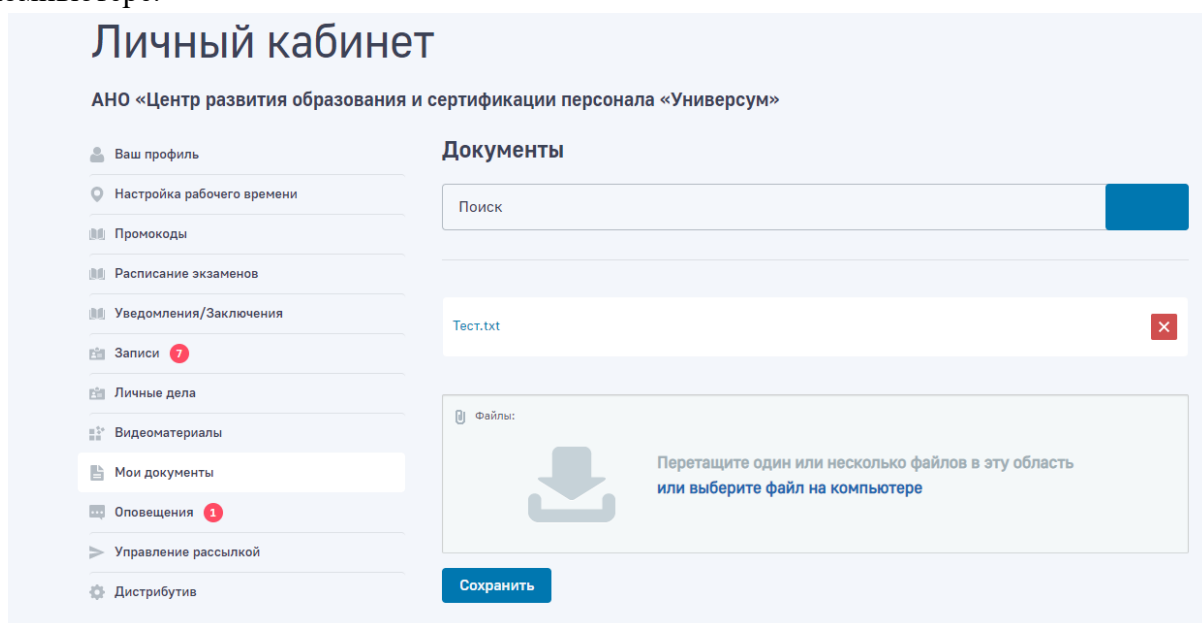 Личный кабинет
АНО «Центр развития образования и сертификации персонала «Универсум»
Ваш профиль
Настройка рабочего времени
Промокоды
Расписание экзаменов
Уведомления/Заключения
Записи 7
Личные дела
Видеоматериалы
Мои документы
Оповещения 1
Управление рассылкой
Дистрибутив
Документы
Поиск
Тест.txt
Файлы:
Перетащите один или несколько файлов в эту область
или выберите файл на компьютере
Сохранить